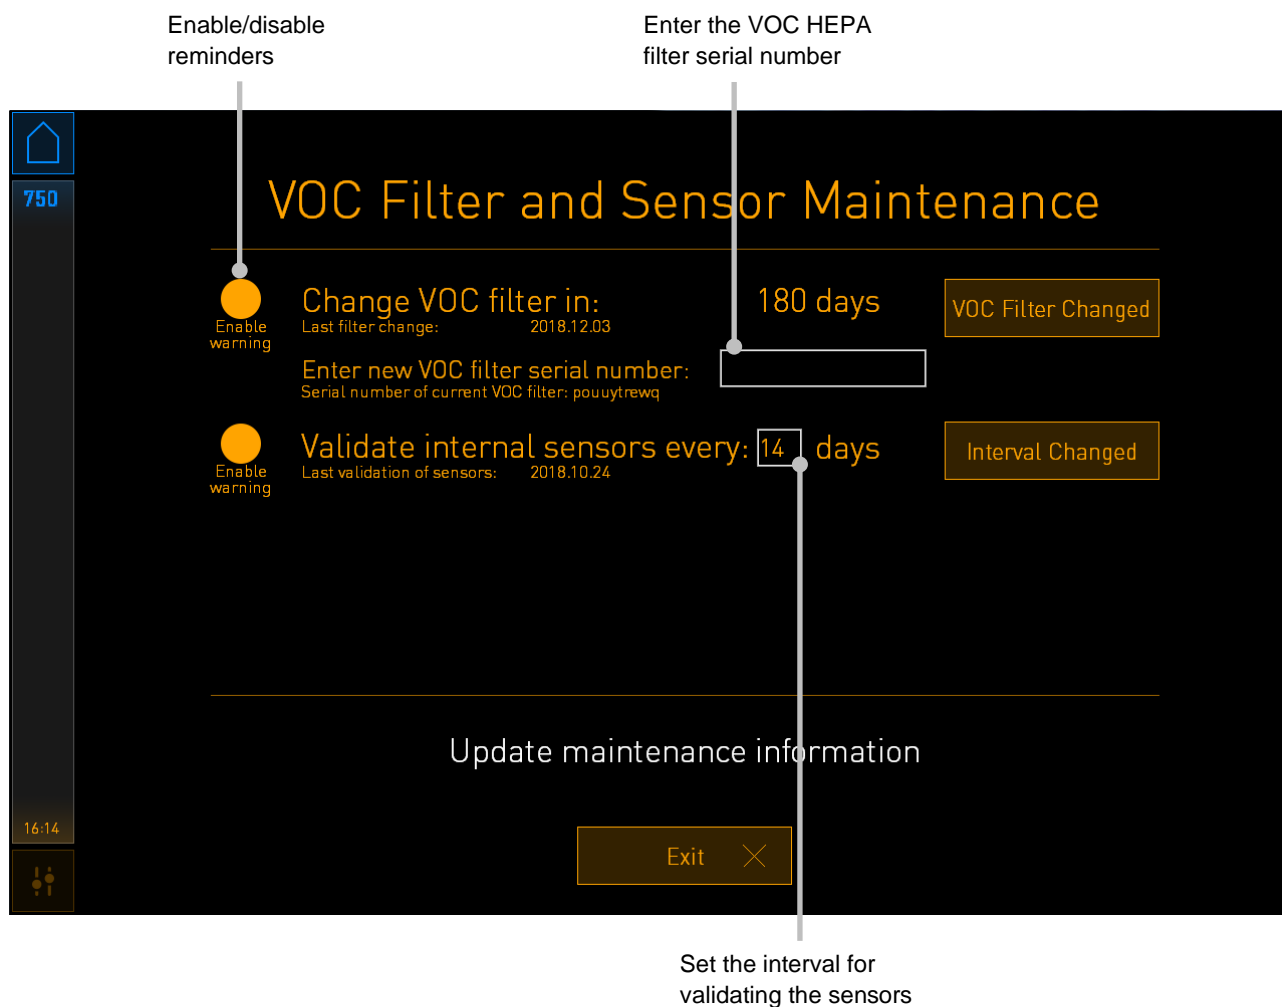 Enable/disable
reminders
Enter the VOC HEPA
filter serial number
750
VOC Filter and Sensor Maintenance
Change VOC filter in: 180 days
Last filter change: 2018.12.03
VOC Filter Changed
Enable
warning
Enter new VOC filter serial number:
Serial number of current VOC filter: pouuytrewq
Validate internal sensors every: 14 days
Last validation of sensors: 2018.10.24
Interval Changed
Enable
warning
Update maintenance information
16:14
Exit
Set the interval for
validating the sensors